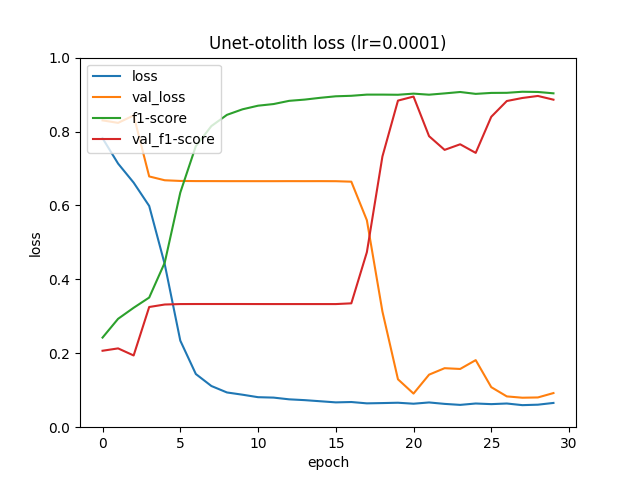 Unet-otolith loss (lr=0.0001)
loss
val_loss
f1-score
val_f1-score
1.0
0.8
0.6
0.4
0.2
0.0
loss
0 5 10 15 20 25 30
epoch